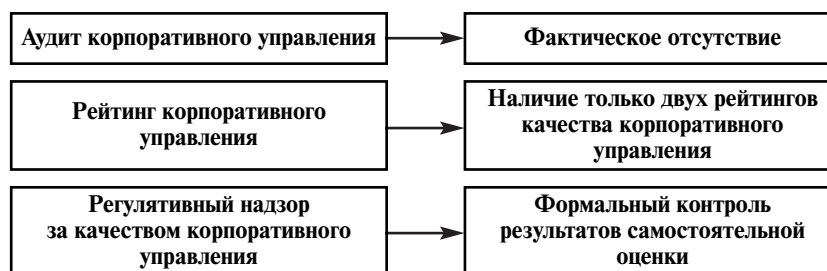 Аудит корпоративного управления
Фактическое отсутствие
Рейтинг корпоративного
управления
Наличие только двух рейтингов
качества корпоративного
управления
Регулятивный надзор
за качеством корпоративного
управления
Формальный контроль
результатов самостоятельной
оценки